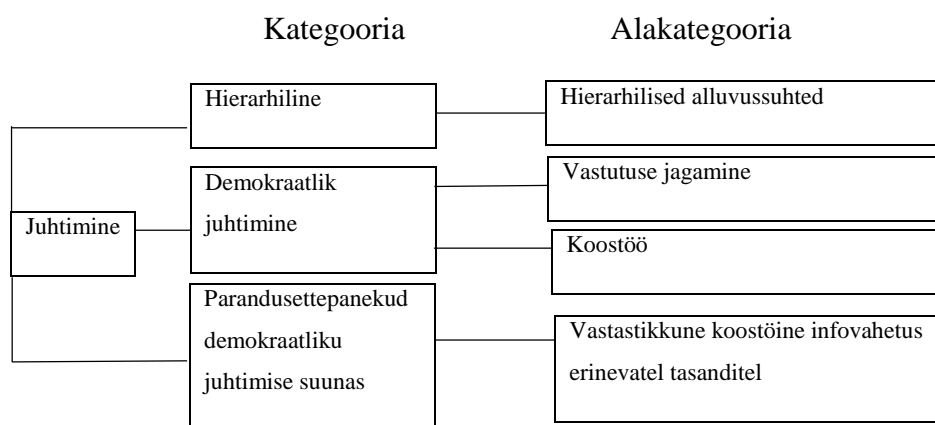 Kategooria
Alakategooria
Hierarhiline
Hierarhilised alluvussuhted
Demokraatlik
juhtimine
Vastutuse jagamine
Juhtimine
Koostöö
Parandusettepanekud
demokraatliku
juhtimise suunas
Vastastikkune koostöine infovahetus
erinevatel tasanditel